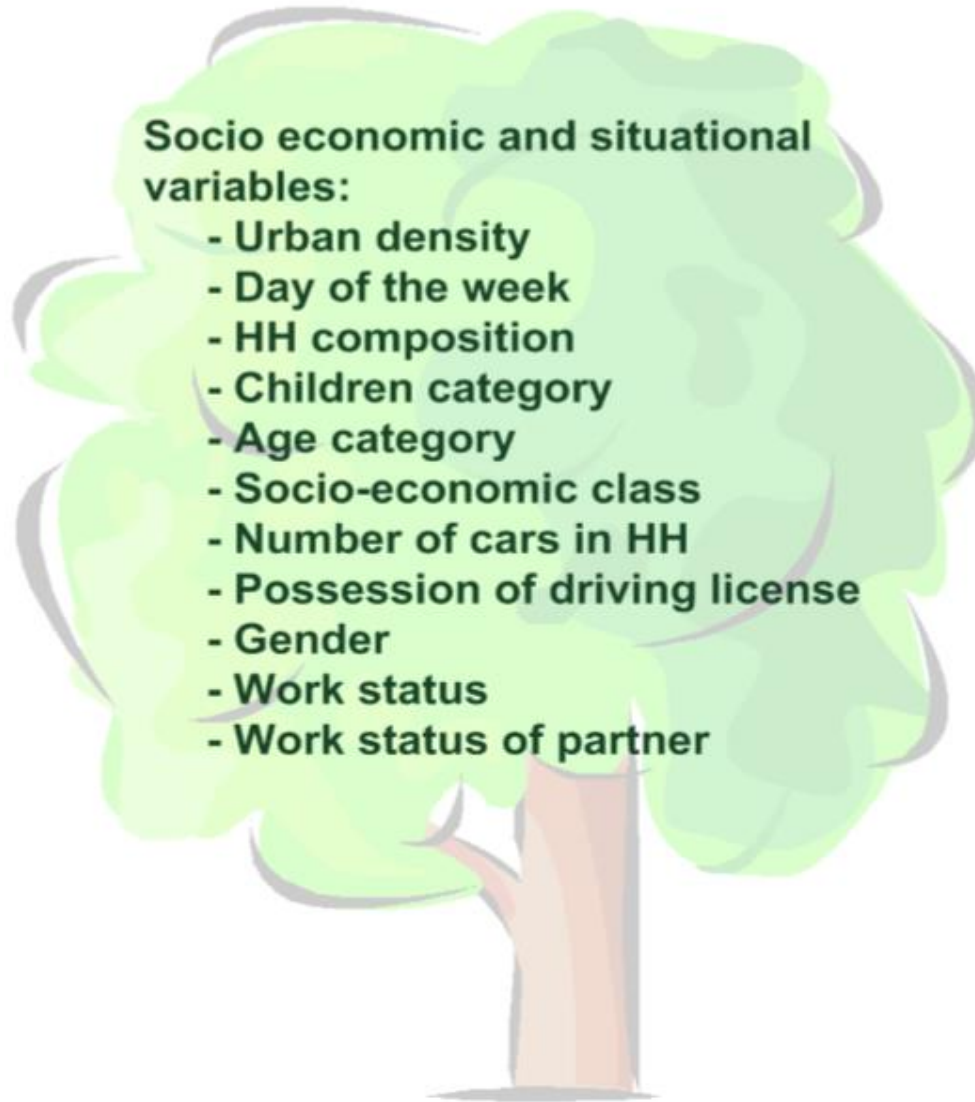 Socio economic and situational
variables:
- Urban density
- Day of the week
- HH composition
- Children category
- Age category
- Socio-economic class
- Number of cars in HH
- Possession of driving license
- Gender
- Work status
- Work status of partner